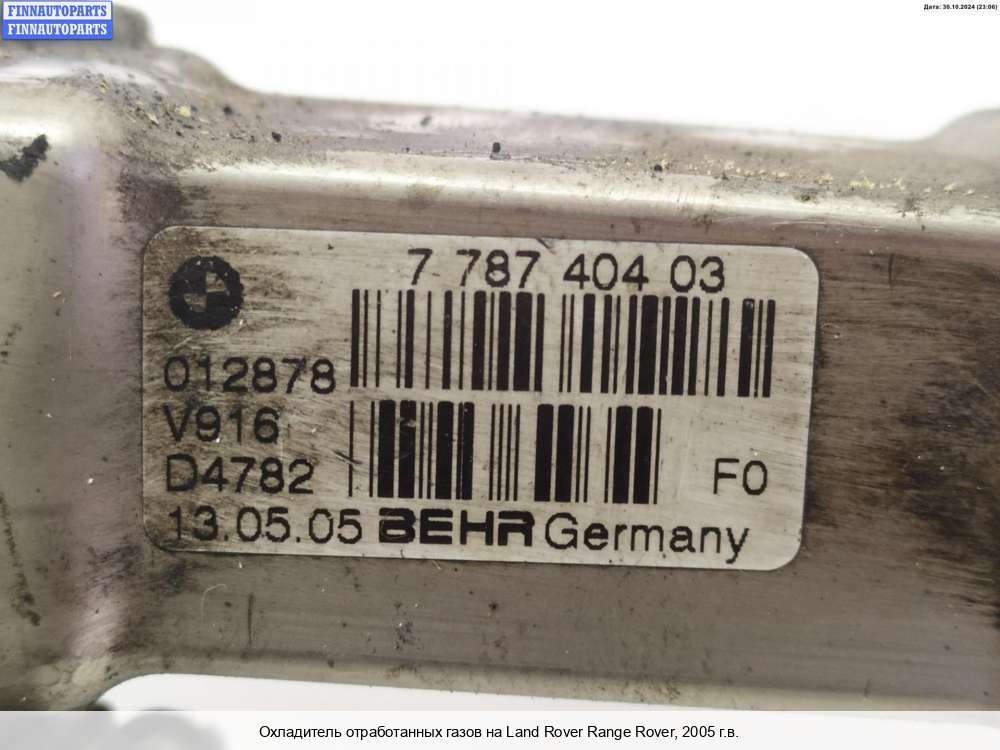 FINNAUTOPARTS
FINNAUTOPARTS
Дата: 30.10.2024 (23:06)
7 787 404 03
012878
V916
D4782
F0
13.05.05 BEHR Germany
Охладитель отработанных газов на Land Rover Range Rover, 2005 г.в.